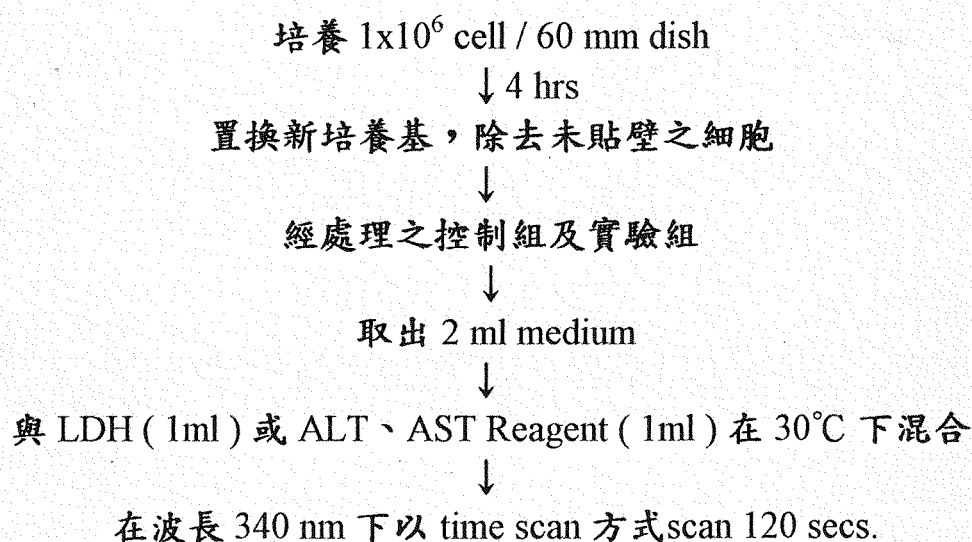 培養 1x10⁶ cell / 60 mm dish
↓ 4 hrs
置換新培養基，除去未貼壁之細胞
↓
經處理之控制組及實驗組
↓
取出 2 ml medium
↓
與 LDH ( 1ml ) 或 ALT、AST Reagent ( 1ml ) 在 30℃ 下混合
↓
在波長 340 nm 下以 time scan 方式scan 120 secs.